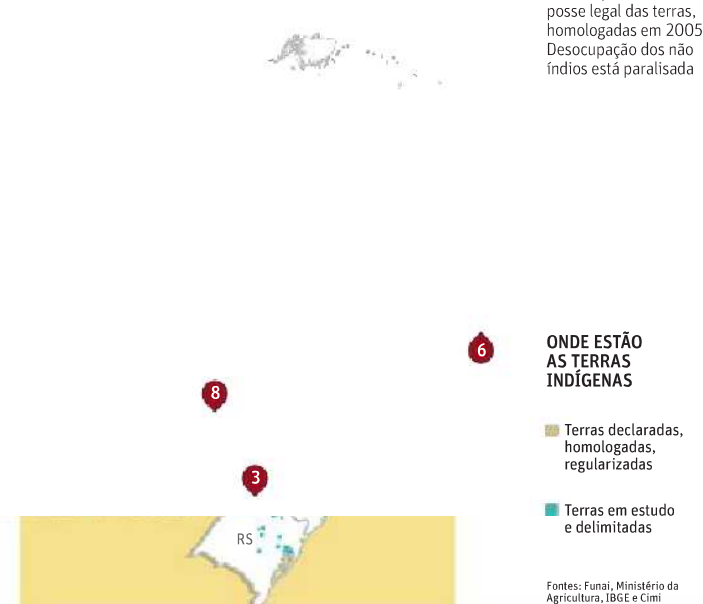 posse legal das terras,
homologadas em 2005
Desocupação dos não
índios está paralisada
6
ONDE ESTÃO
AS TERRAS
INDÍGENAS
8
Terras declaradas,
homologadas,
regularizadas
3
Terras em estudo
e delimitadas
RS
Fontes: Funai, Ministério da
Agricultura, IBGE e Cimi